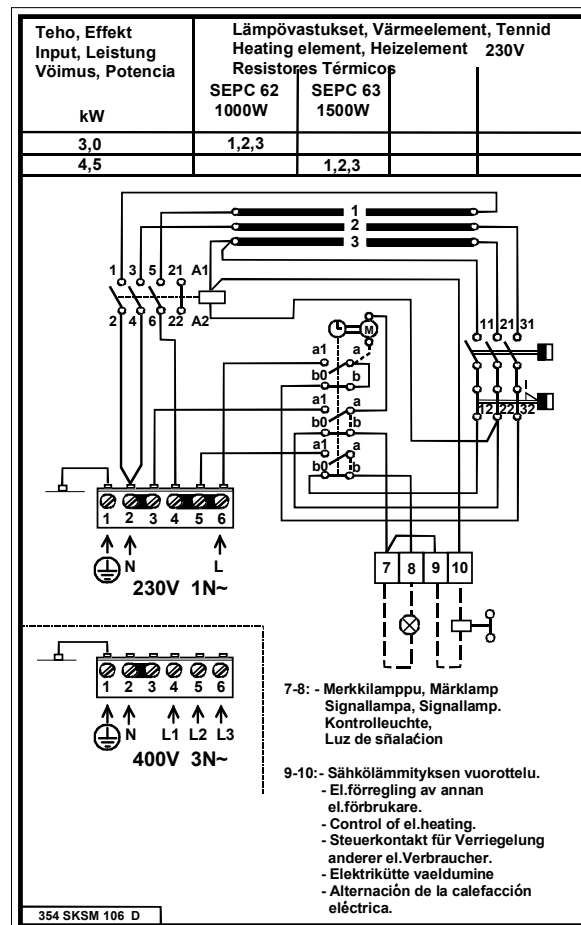 Teho, Effekt
Input, Leistung
Vöimus, Potencia
kW
Lämpövastukset, Värmeelement, Tennid
Heating element, Heizelement 230V
Resistores Térmicos
SEPC 62
1000W
SEPC 63
1500W
3,0 1,2,3
4,5 1,2,3
1
2
3
1 3 5 21 A1
2 4 6 22 A2
M
11 21 31
12 22 32
a1 a
b0 b
a1 a
b0 b
a1 a
b0 b
1 2 3 4 5 6
N L
230V 1N~
7 8 9 10
1 2 3 4 5 6
N L1 L2 L3
400V 3N~
7-8: - Merkkilamppu, Märklamp
Signallampa, Signallamp.
Kontrolleuchte,
Luz de sñalaćion
9-10:- Sähkölämmityksen vuorottelu.
- El.förregling av annan
el.förbrukare.
- Control of el.heating.
- Steuerkontakt für Verriegelung
anderer el.Verbraucher.
- Elektrikütte vaeldumine
- Alternación de la calefacción
eléctrica.
354 SKSM 106 D